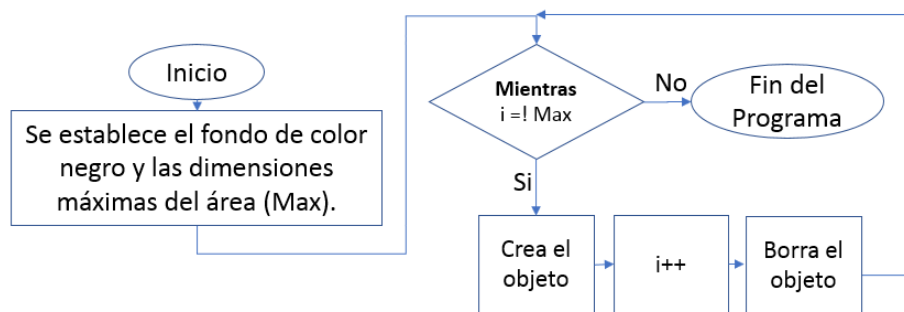 Inicio
Se establece el fondo de color
negro y las dimensiones
máximas del área (Max).
Mientras
i =! Max
No
Fin del
Programa
Si
Crea el
objeto
i++
Borra el
objeto